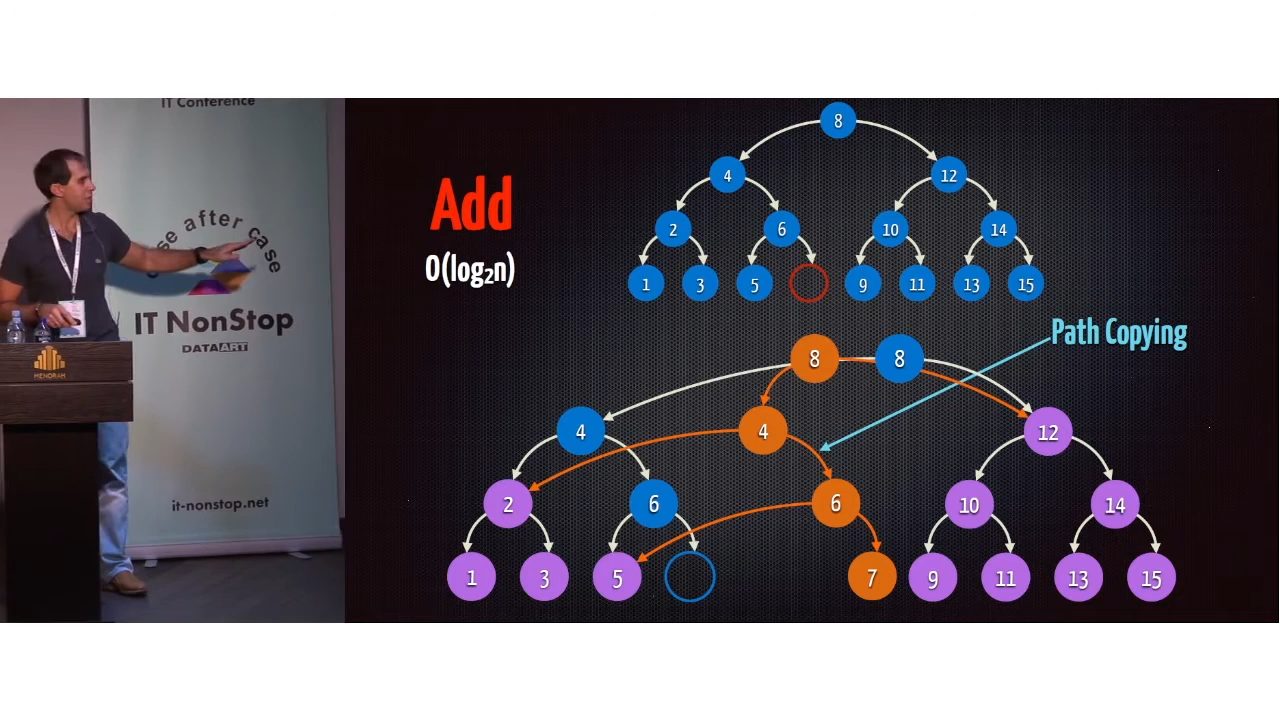 IT Conference
case after case
IT NonStop
DATAART
it-nonstop.net
MENORAH
Add
O(log₂n)
8
4 12
2 6 10 14
1 3 5 9 11 13 15
Path Copying
8 8
4 4 12
2 6 6 10 14
1 3 5 7 9 11 13 15